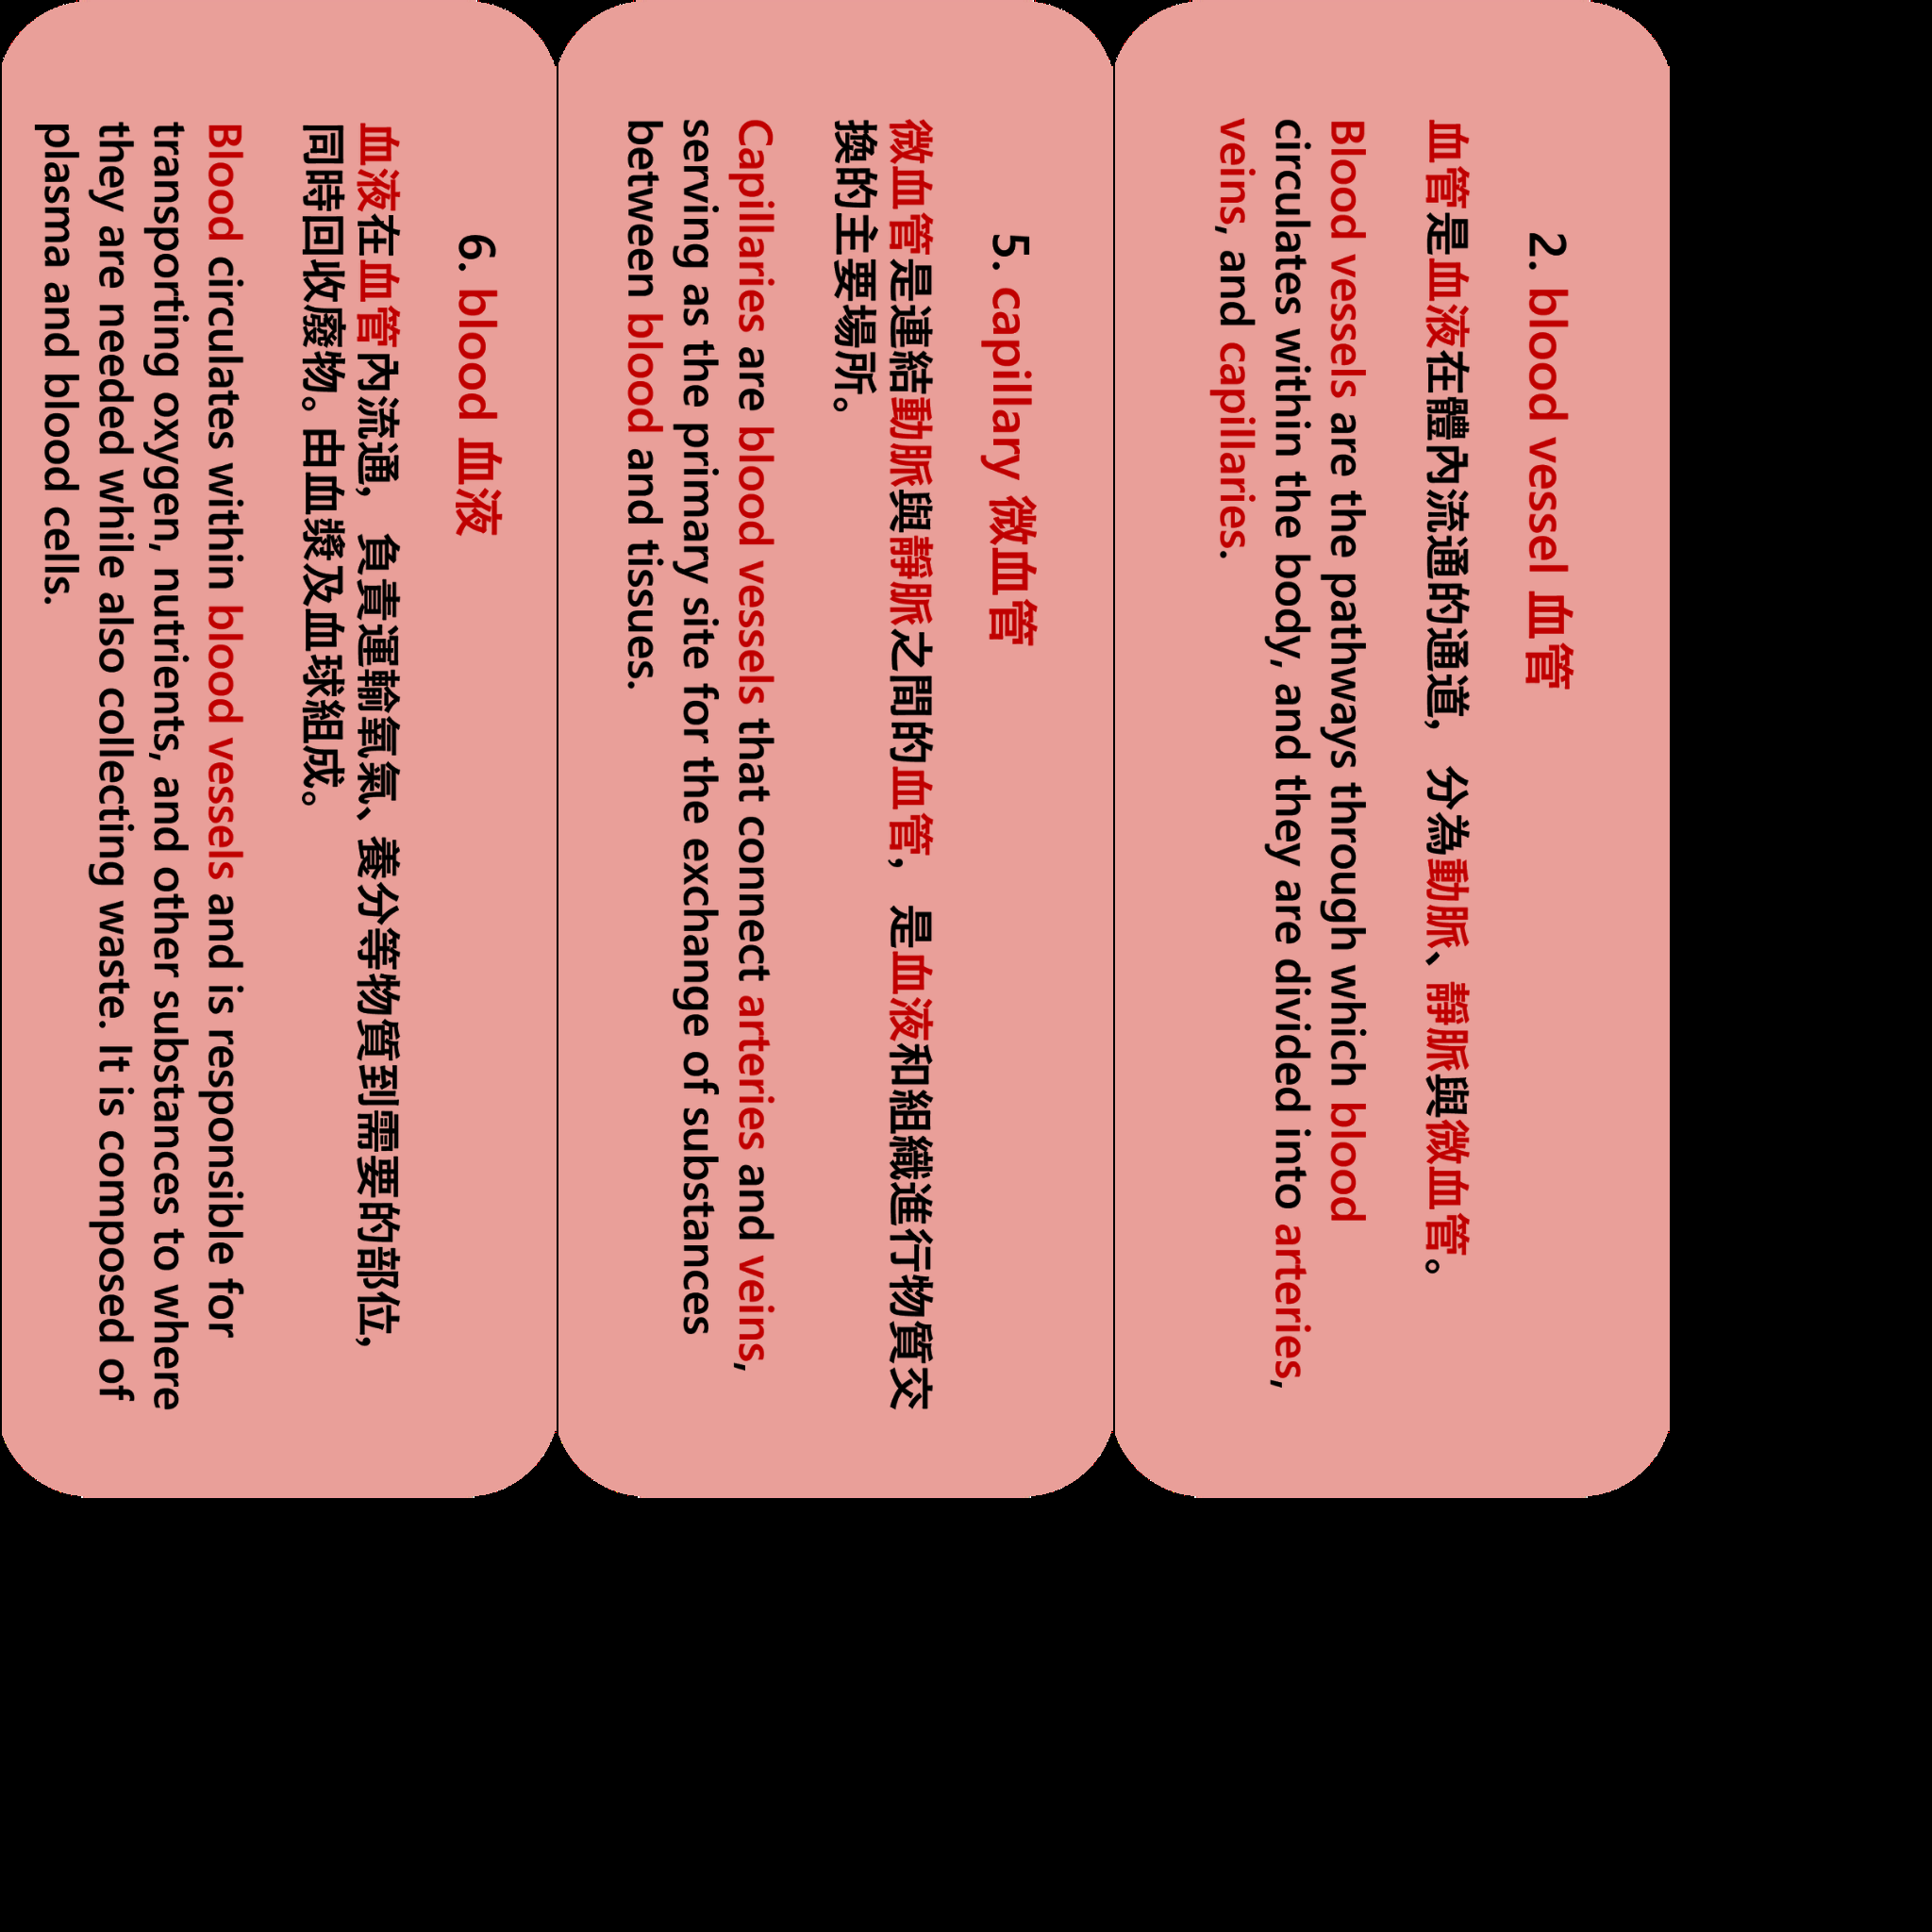 2. blood vessel 血管
血管是血液在體內流通的通道，分為動脈、靜脈與微血管。
Blood vessels are the pathways through which blood
circulates within the body, and they are divided into arteries,
veins, and capillaries.
5. capillary 微血管
微血管是連結動脈與靜脈之間的血管，是血液和組織進行物質交
換的主要場所。
Capillaries are blood vessels that connect arteries and veins,
serving as the primary site for the exchange of substances
between blood and tissues.
6. blood 血液
血液在血管內流通，負責運輸氧氣、養分等物質到需要的部位，
同時回收廢物。由血漿及血球組成。
Blood circulates within blood vessels and is responsible for
transporting oxygen, nutrients, and other substances to where
they are needed while also collecting waste. It is composed of
plasma and blood cells.